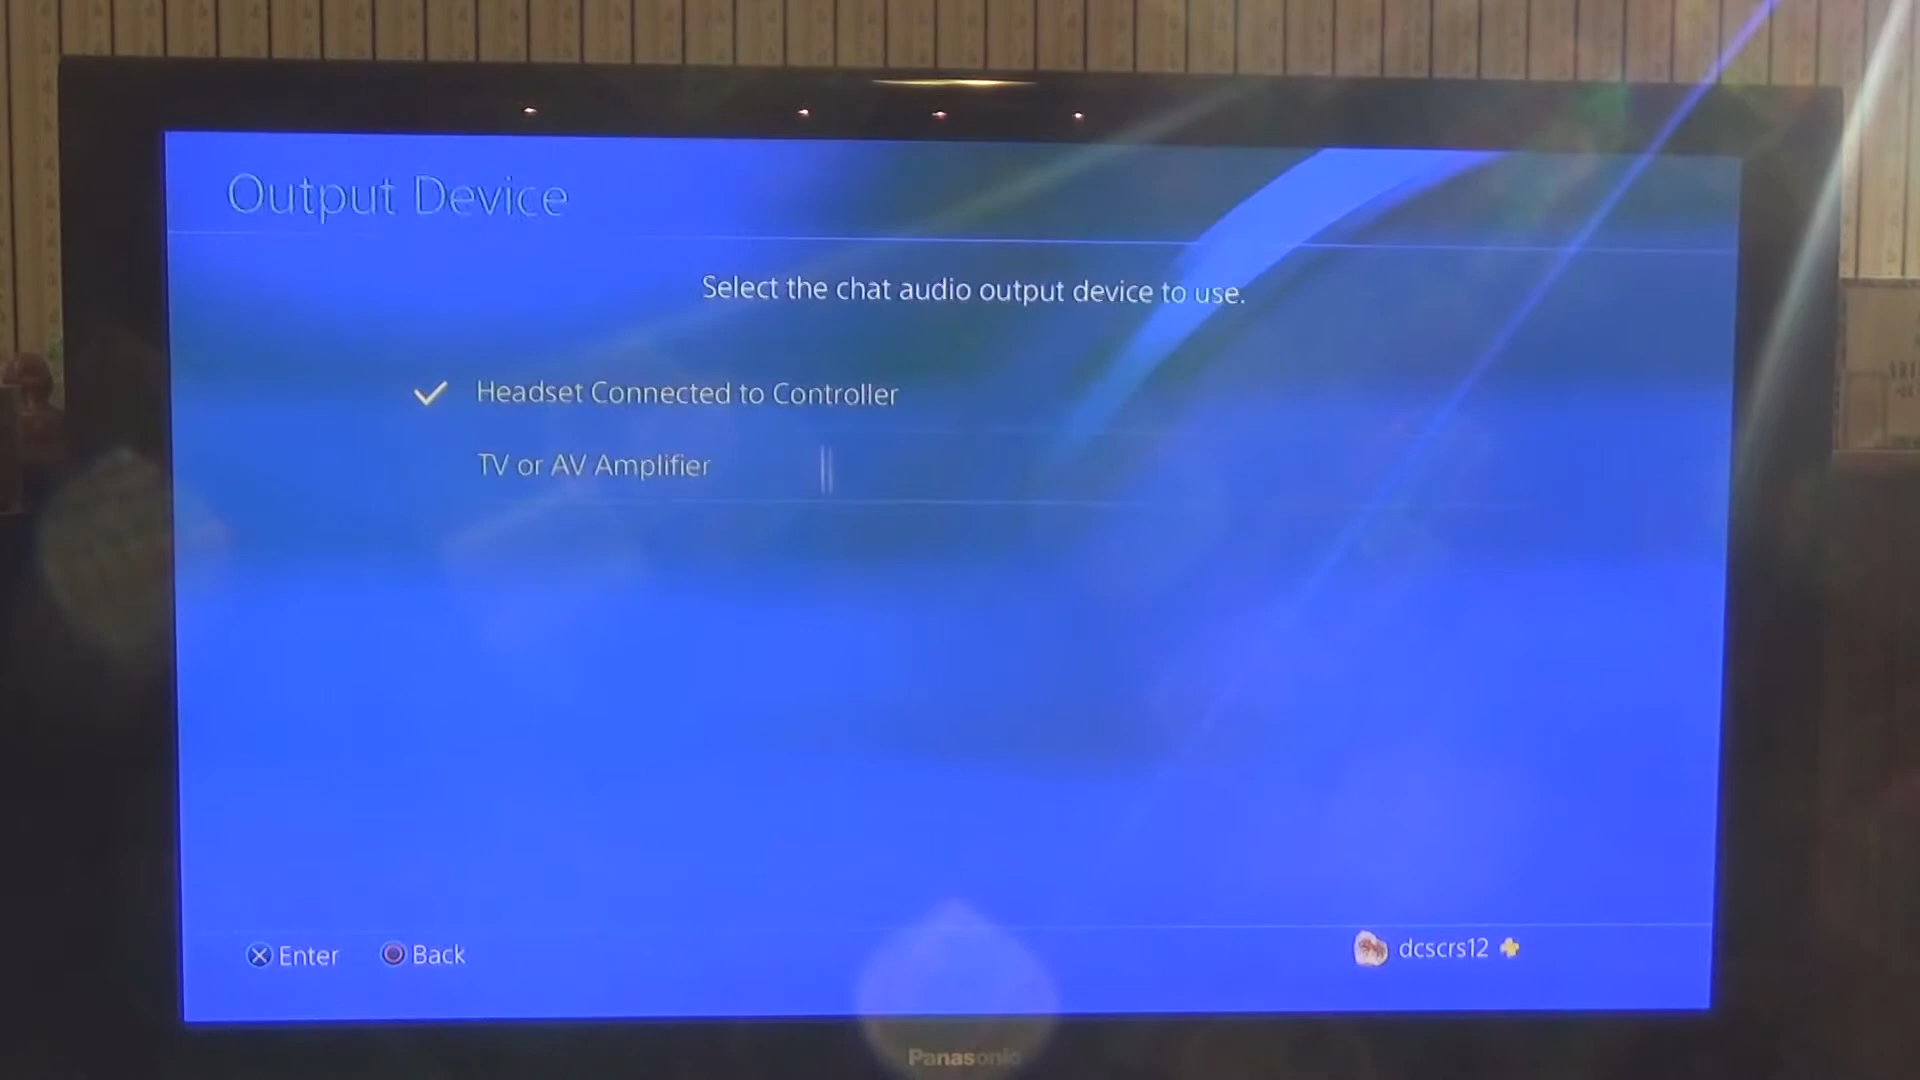 Output Device
Select the chat audio output device to use.
Headset Connected to Controller
TV or AV Amplifier
Enter
Back
dcscrs12
Panasonic